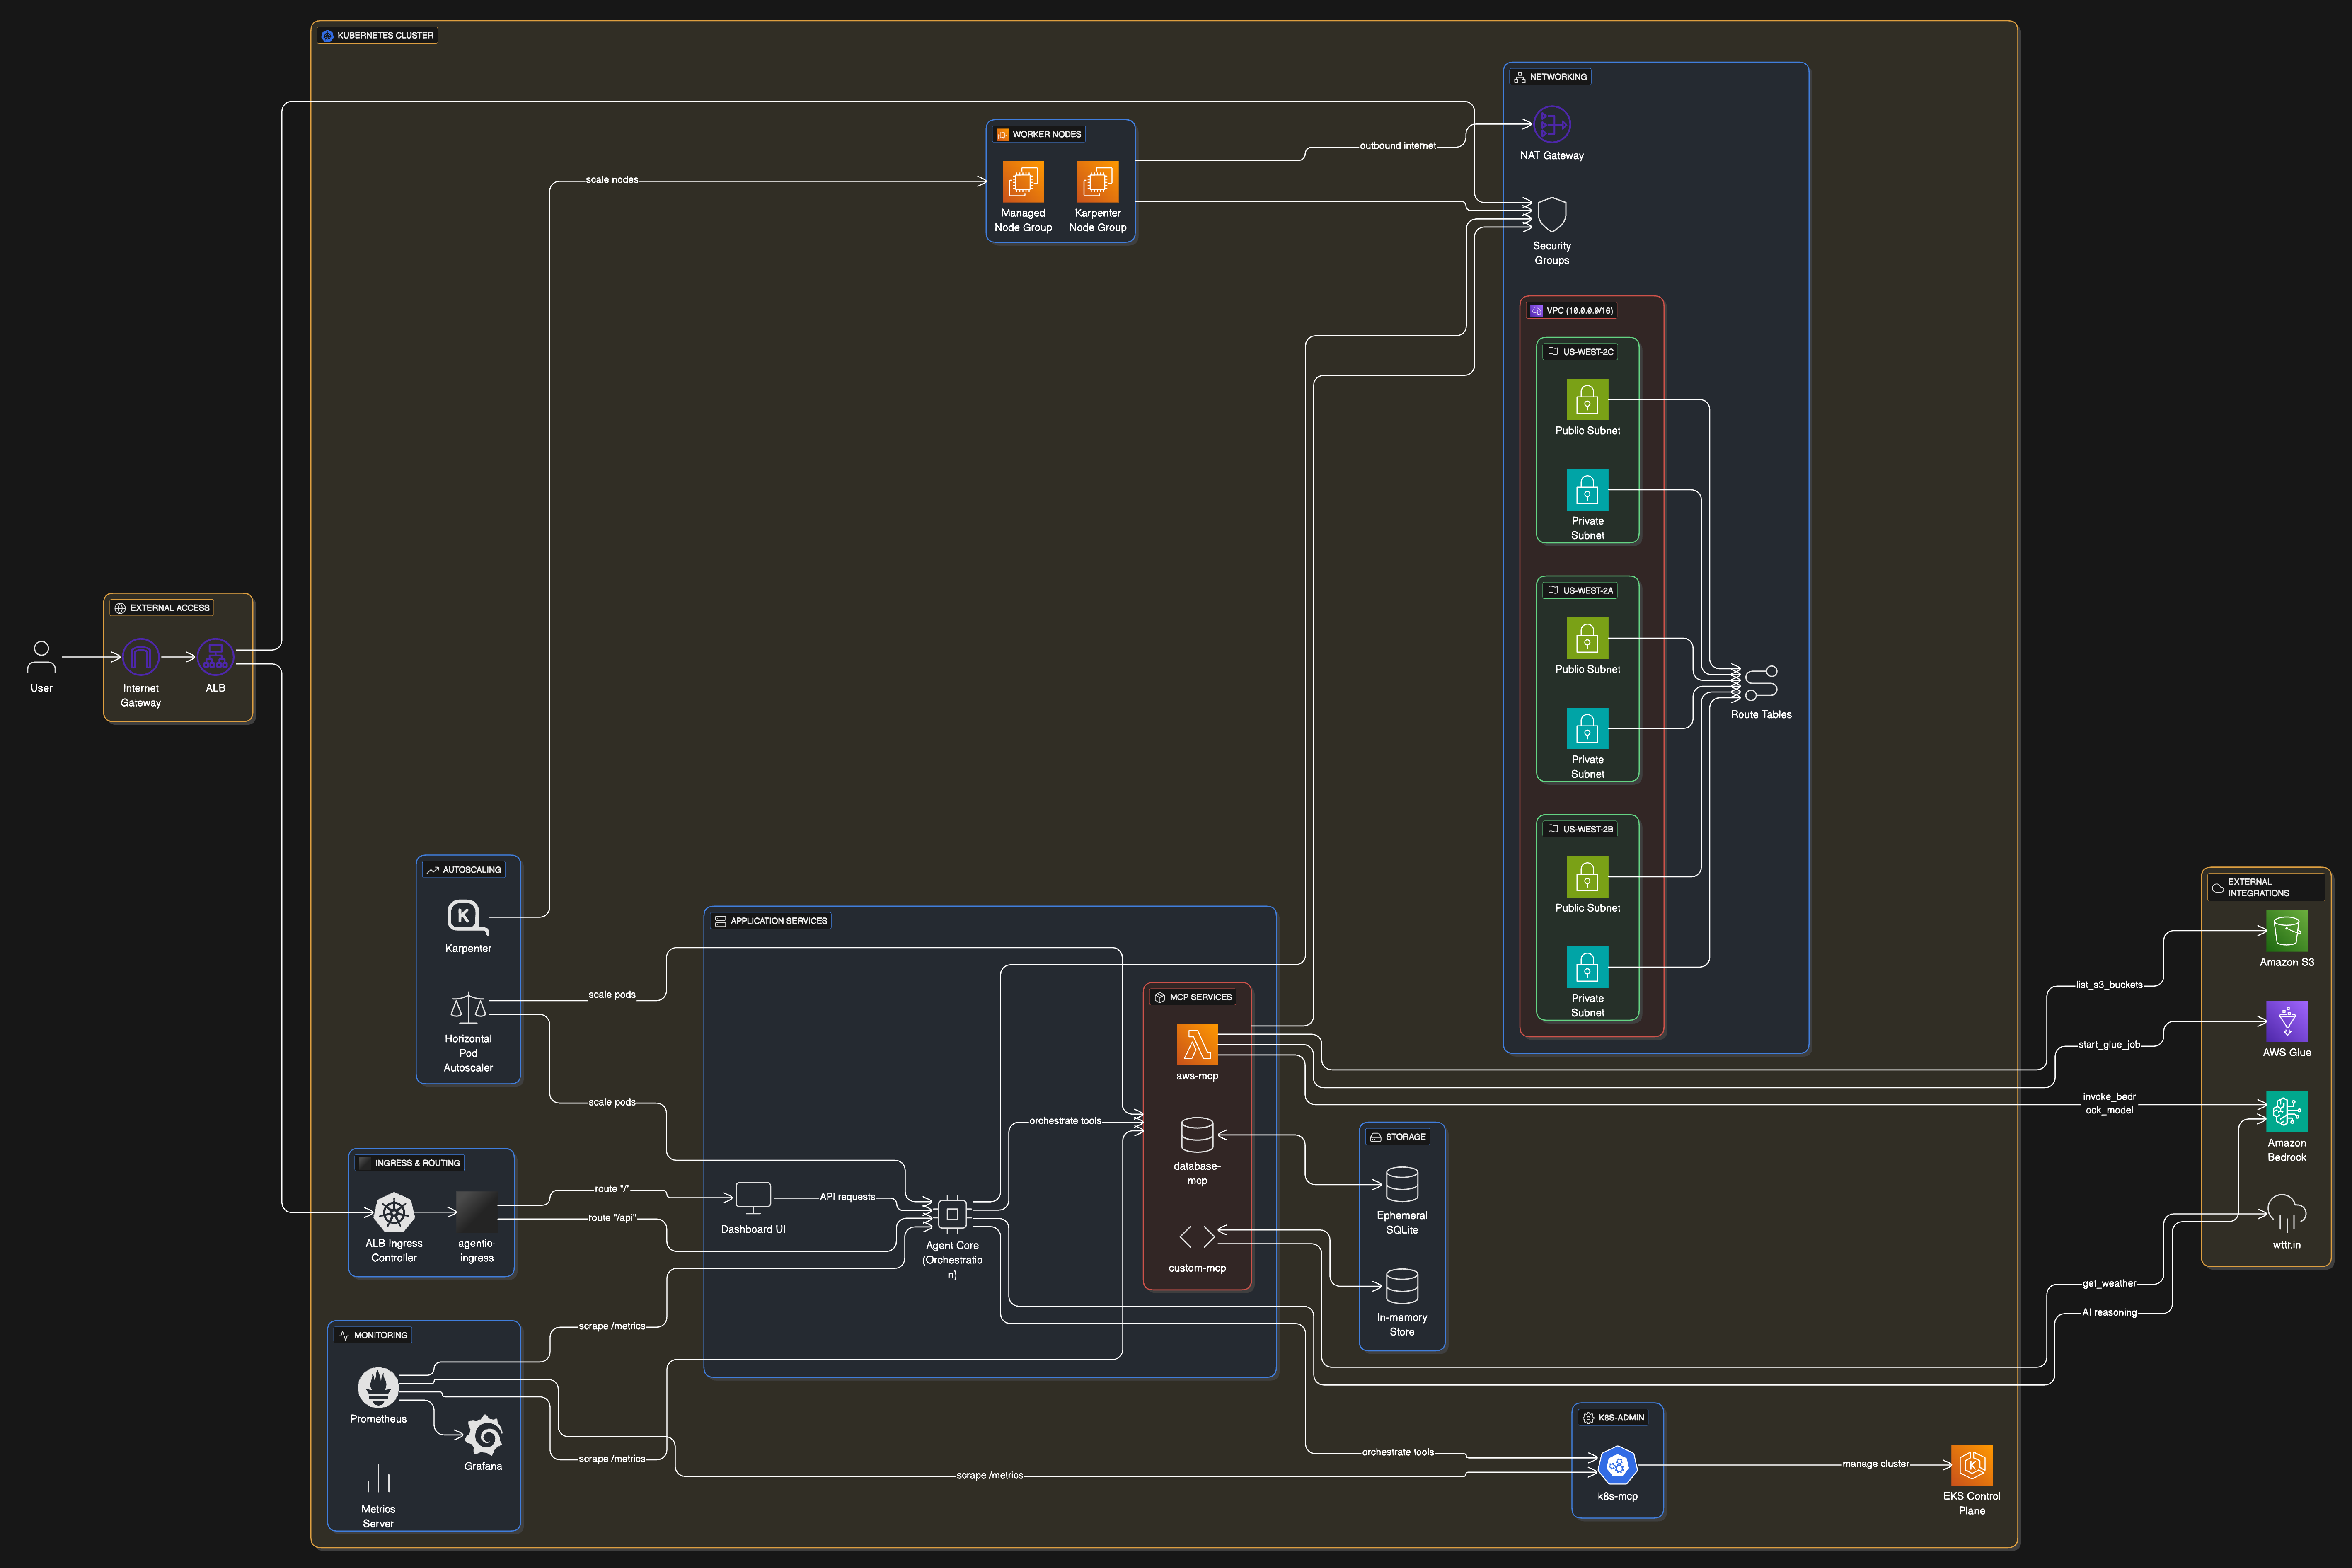 KUBERNETES CLUSTER
NETWORKING
NAT Gateway
Security
Groups
WORKER NODES
Managed
Node Group
Karpenter
Node Group
outbound internet
scale nodes
VPC (10.0.0.0/16)
US-WEST-2C
Public Subnet
Private
Subnet
US-WEST-2A
Public Subnet
Private
Subnet
US-WEST-2B
Public Subnet
Private
Subnet
Route Tables
User
EXTERNAL ACCESS
Internet
Gateway
ALB
AUTOSCALING
Karpenter
Horizontal
Pod
Autoscaler
scale pods
scale pods
INGRESS & ROUTING
ALB Ingress
Controller
agentic-
ingress
route "/"
route "/api"
MONITORING
Prometheus
Grafana
Metrics
Server
scrape /metrics
scrape /metrics
scrape /metrics
APPLICATION SERVICES
Dashboard UI
API requests
Agent Core
(Orchestratio
n)
orchestrate tools
MCP SERVICES
aws-mcp
database-
mcp
custom-mcp
STORAGE
Ephemeral
SQLite
In-memory
Store
orchestrate tools
K8S-ADMIN
k8s-mcp
manage cluster
EKS Control
Plane
list_s3_buckets
start_glue_job
invoke_bedr
ock_model
get_weather
AI reasoning
EXTERNAL
INTEGRATIONS
Amazon S3
AWS Glue
Amazon
Bedrock
wttr.in